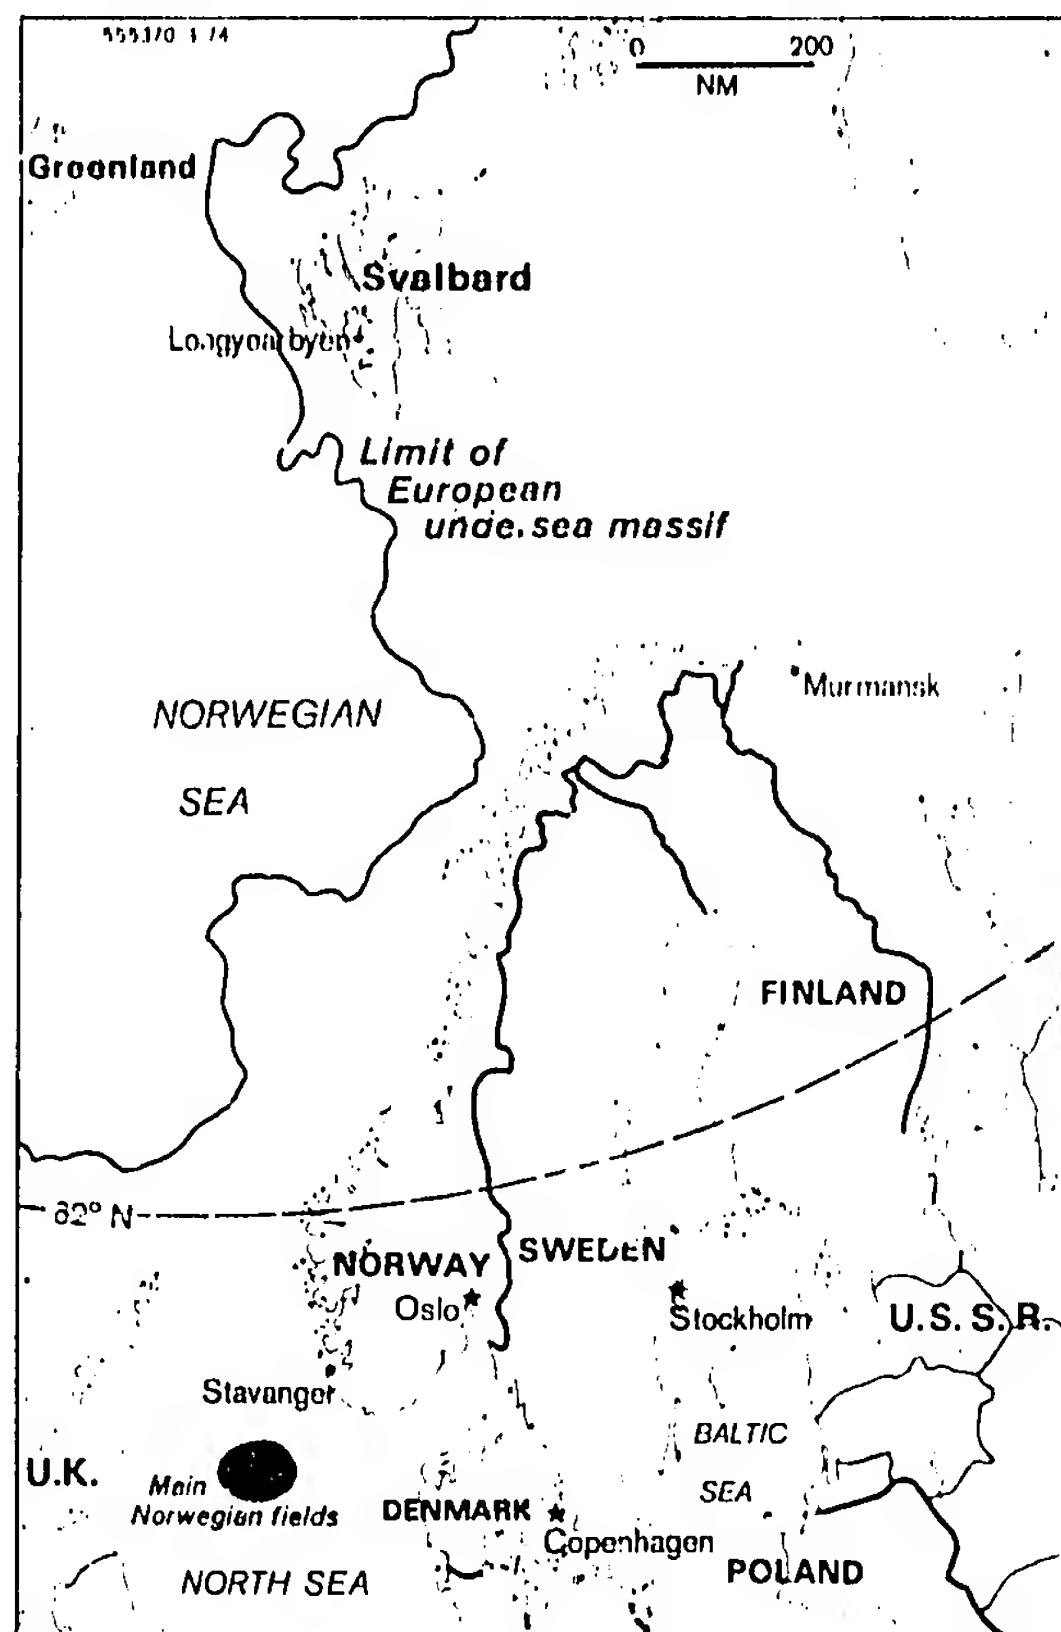 0 200
NM
Greenland
Svalbard
Longyearbyen
Limit of
European
undersea massif
Murmansk
NORWEGIAN
SEA
FINLAND
62° N
NORWAY
SWEDEN
Oslo
Stockholm
U.S.S.R.
Stavanger
BALTIC
SEA
U.K.
Main
Norwegian fields
DENMARK
Copenhagen
POLAND
NORTH SEA